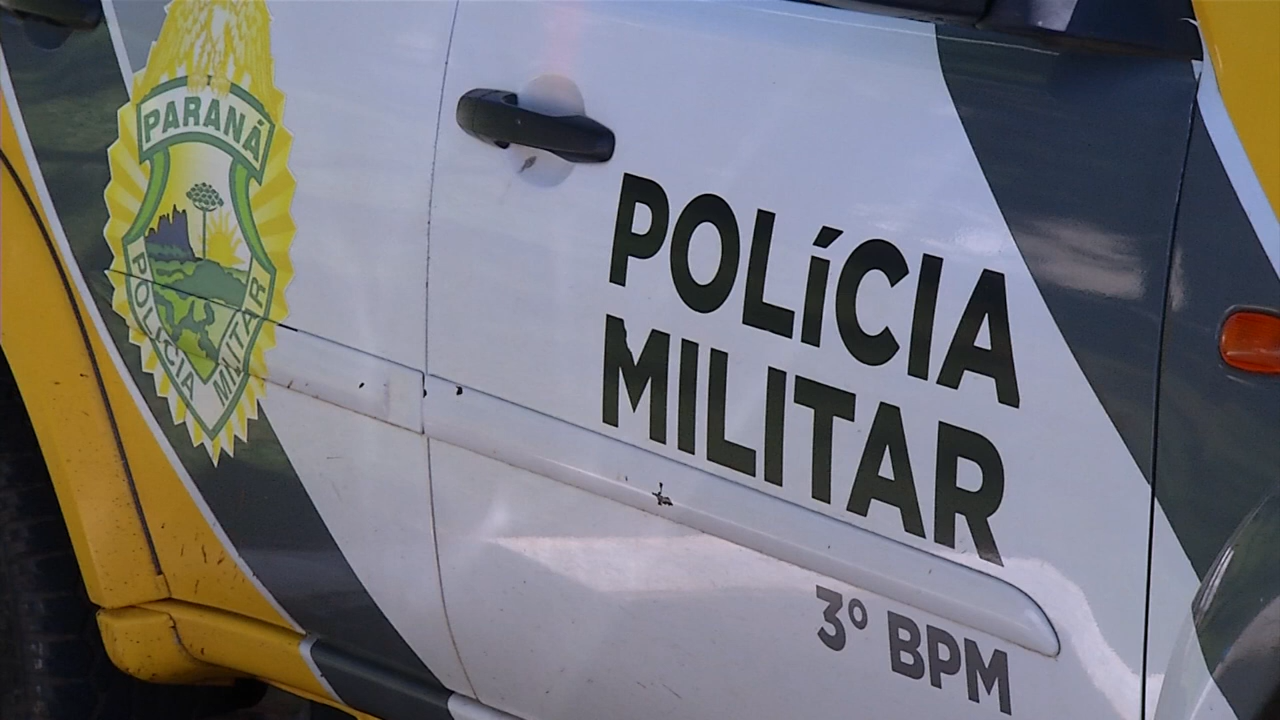 PARANÁ
POLÍCIA MILITAR
POLÍCIA
MILITAR
3º BPM